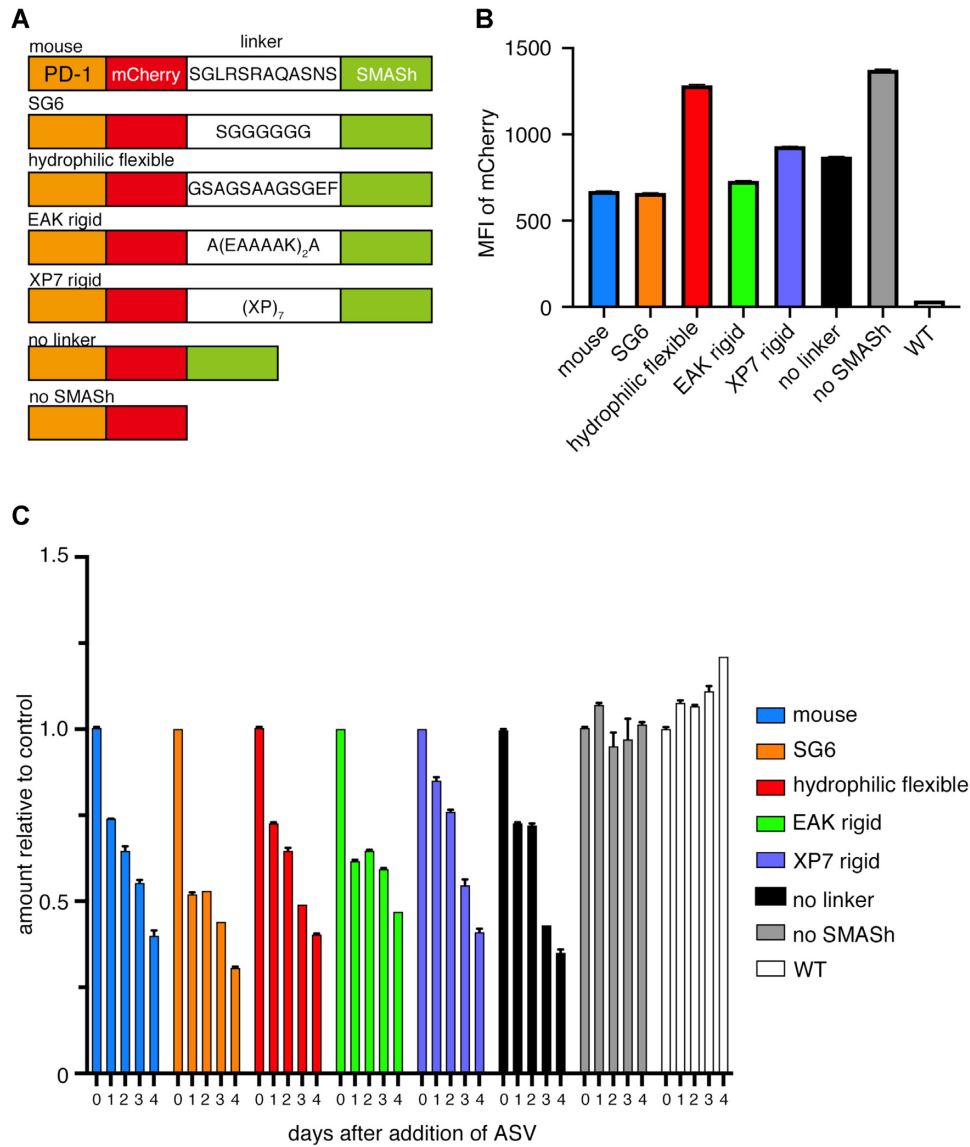 A
mouse
linker
PD-1 mCherry SGLRSRAQASNS SMASh
SG6
SGGGGGG
hydrophilic flexible
GSAGSAAGSGEF
EAK rigid
A(EAAAAK)2A
XP7 rigid
(XP)7
no linker
no SMASh
B
MFI of mCherry
1500
1000
500
0
mouse
SG6
hydrophilic flexible
EAK rigid
XP7 rigid
no linker
no SMASh
WT
C
amount relative to control
1.5
1.0
0.5
0
0 1 2 3 4 0 1 2 3 4 0 1 2 3 4 0 1 2 3 4 0 1 2 3 4 0 1 2 3 4 0 1 2 3 4 0 1 2 3 4
days after addition of ASV
mouse
SG6
hydrophilic flexible
EAK rigid
XP7 rigid
no linker
no SMASh
WT